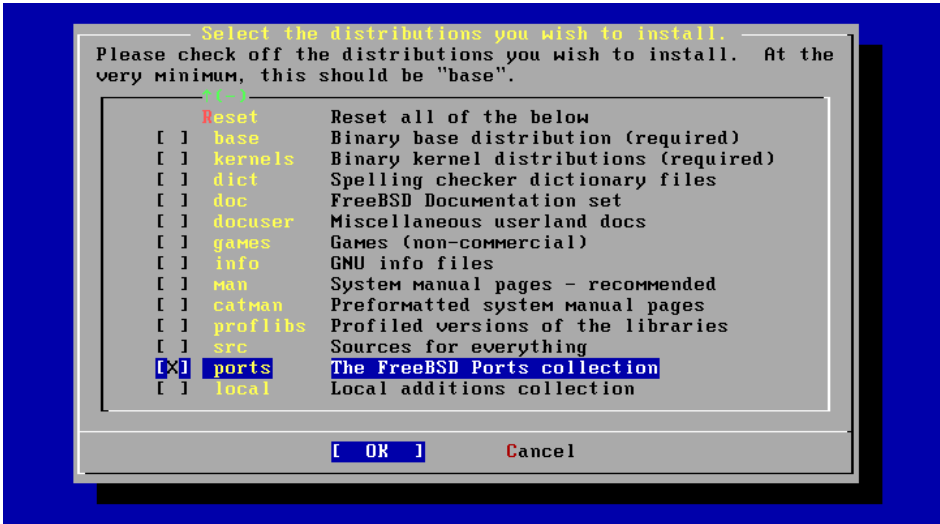 Select the distributions you wish to install.
Please check off the distributions you wish to install.  At the
very minimum, this should be "base".
↑(-)
Reset Reset all of the below
[ ] base Binary base distribution (required)
[ ] kernels Binary kernel distributions (required)
[ ] dict Spelling checker dictionary files
[ ] doc FreeBSD Documentation set
[ ] docuser Miscellaneous userland docs
[ ] games Games (non-commercial)
[ ] info GNU info files
[ ] man System manual pages - recommended
[ ] catman Preformatted system manual pages
[ ] proflibs Profiled versions of the libraries
[ ] src Sources for everything
[X] ports The FreeBSD Ports collection
[ ] local Local additions collection
[ OK ] Cancel